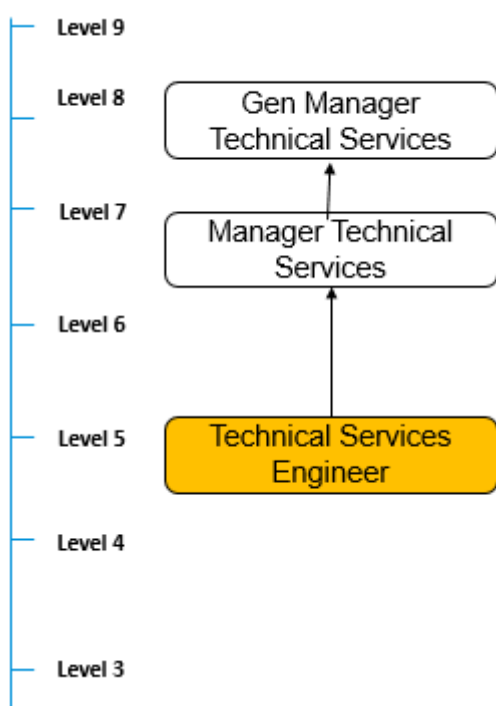 Level 9
Level 8
Gen Manager
Technical Services
Level 7
Manager Technical
Services
Level 6
Level 5
Technical Services
Engineer
Level 4
Level 3